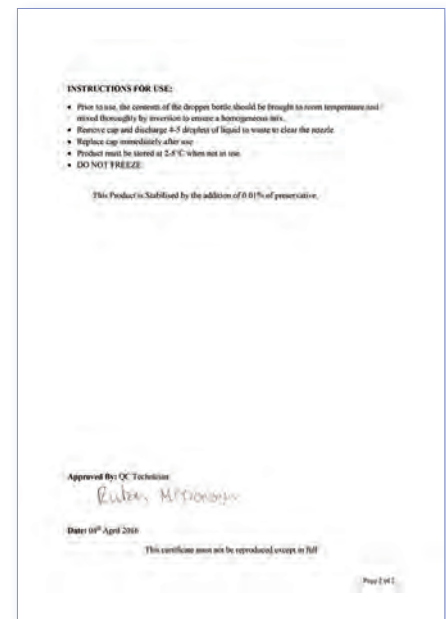 INSTRUCTIONS FOR USE:
• Prior to use, the contents of the dropper bottle should be brought to room temperature and
mixed thoroughly by inversion to ensure a homogeneous mix.
• Remove cap and discharge 4-5 droplets of liquid to waste to clear the nozzle
• Replace cap immediately after use
• Product must be stored at 2-8°C when not in use
• DO NOT FREEZE
This Product is Stabilised by the addition of 0.01% of preservative.
Approved By: QC Technician
Date: April 2016
This certificate must not be reproduced except in full
Page 2 of 2